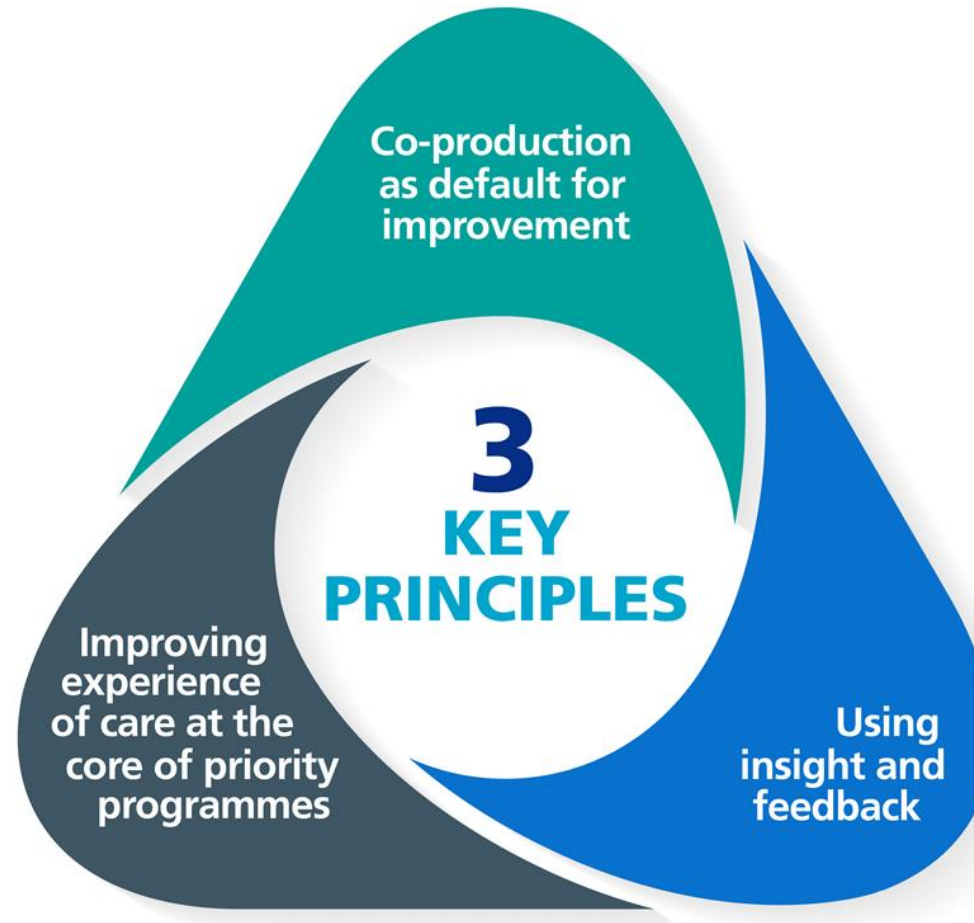 Co-production
as default for
improvement
3
KEY
PRINCIPLES
Improving
experience
of care at the
core of priority
programmes
Using
insight and
feedback